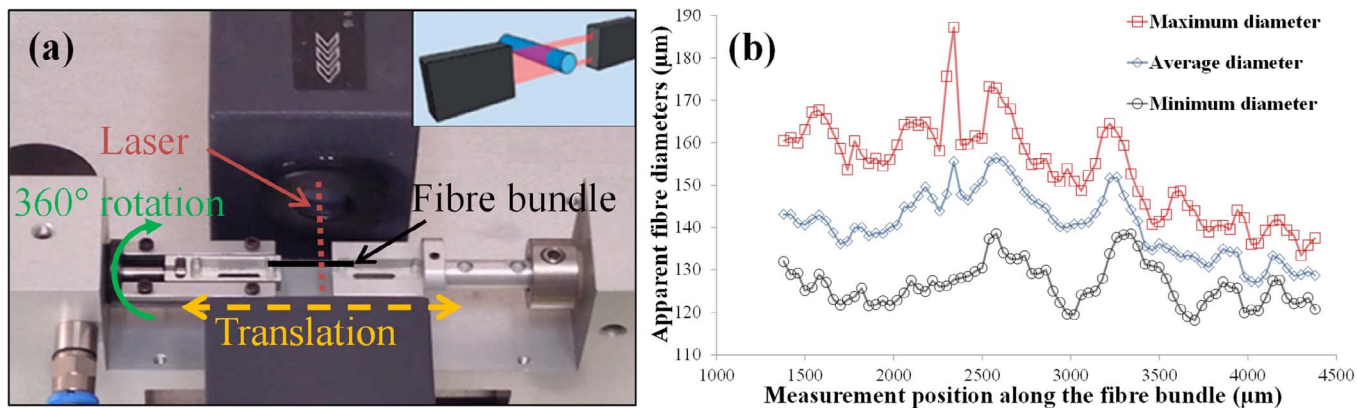 (a)
Laser
Fibre bundle
360° rotation
Translation
(b)
Maximum diameter
Average diameter
Minimum diameter
Apparent fibre diameters (µm)
190
180
170
160
150
140
130
120
110
1000 1500 2000 2500 3000 3500 4000 4500
Measurement position along the fibre bundle (µm)